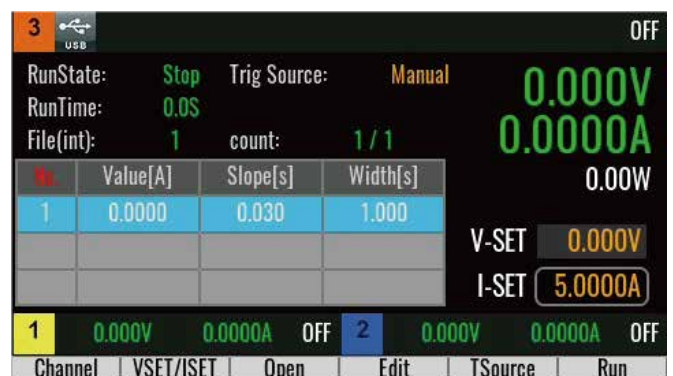 3 USB OFF
RunState: Stop Trig Source: Manual
RunTime: 0.0S
File(int): 1 count: 1 / 1
0.000V
0.0000A
0.00W
No. Value[A] Slope[s] Width[s]
1 0.0000 0.030 1.000
V-SET 0.000V
I-SET 5.0000A
1 0.000V 0.0000A OFF 2 0.000V 0.0000A OFF
Channel VSET/ISET Open Edit TSource Run